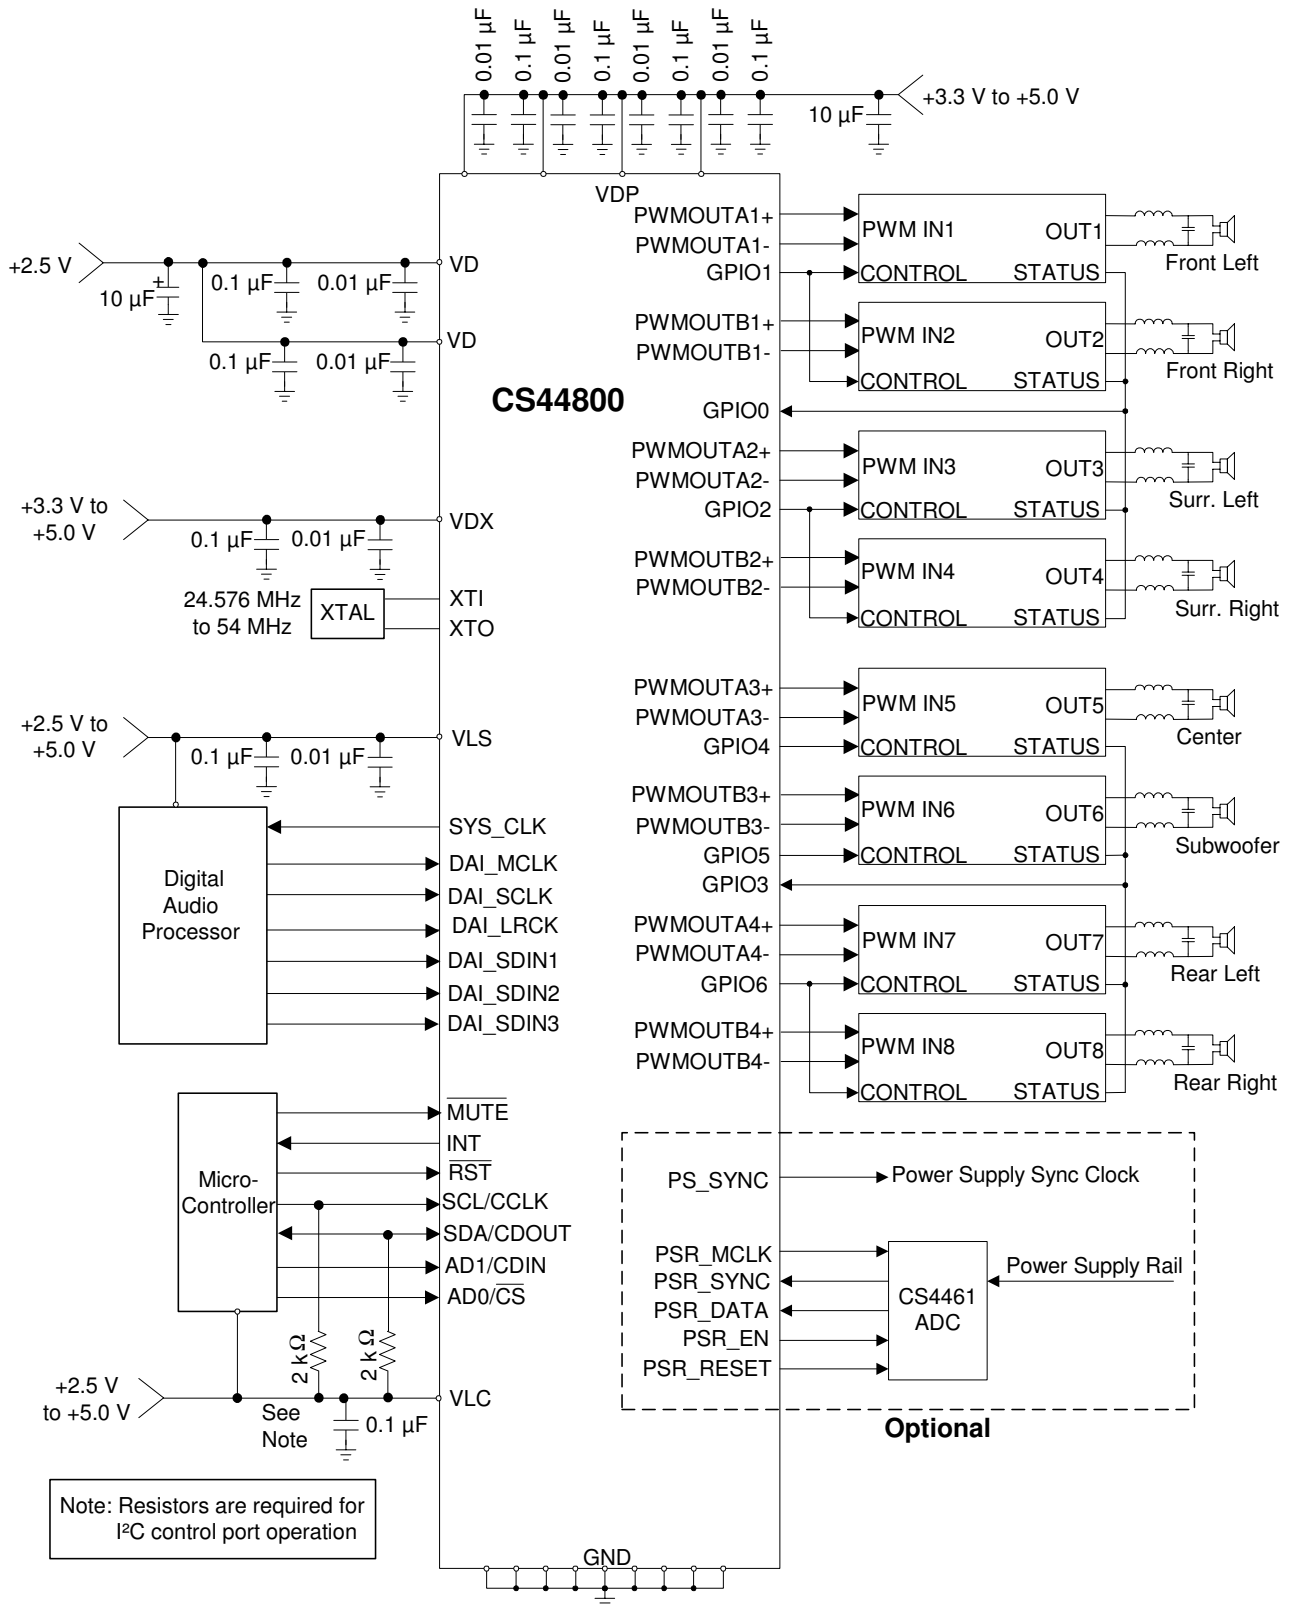 0.01 µF
0.1 µF
0.01 µF
0.1 µF
0.01 µF
0.1 µF
0.01 µF
0.1 µF
10 µF
+3.3 V to +5.0 V
VDP
+2.5 V
10 µF
+
0.1 µF
0.01 µF
VD
0.1 µF
0.01 µF
VD
CS44800
+3.3 V to
+5.0 V
0.1 µF
0.01 µF
VDX
24.576 MHz
to 54 MHz
XTAL
XTI
XTO
+2.5 V to
+5.0 V
0.1 µF
0.01 µF
VLS
Digital
Audio
Processor
SYS_CLK
DAI_MCLK
DAI_SCLK
DAI_LRCK
DAI_SDIN1
DAI_SDIN2
DAI_SDIN3
Micro-
Controller
MUTE
INT
RST
SCL/CCLK
SDA/CDOUT
AD1/CDIN
AD0/CS
2 kΩ
2 kΩ
+2.5 V
to +5.0 V
See
Note
0.1 µF
VLC
Note: Resistors are required for
I²C control port operation
GND
PWMOUTA1+
PWMOUTA1-
GPIO1
PWM IN1
OUT1
CONTROL
STATUS
Front Left
PWMOUTB1+
PWMOUTB1-
PWM IN2
OUT2
CONTROL
STATUS
Front Right
GPIO0
PWMOUTA2+
PWMOUTA2-
GPIO2
PWM IN3
OUT3
CONTROL
STATUS
Surr. Left
PWMOUTB2+
PWMOUTB2-
PWM IN4
OUT4
CONTROL
STATUS
Surr. Right
PWMOUTA3+
PWMOUTA3-
GPIO4
PWM IN5
OUT5
CONTROL
STATUS
Center
PWMOUTB3+
PWMOUTB3-
GPIO5
PWM IN6
OUT6
CONTROL
STATUS
Subwoofer
GPIO3
PWMOUTA4+
PWMOUTA4-
GPIO6
PWM IN7
OUT7
CONTROL
STATUS
Rear Left
PWMOUTB4+
PWMOUTB4-
PWM IN8
OUT8
CONTROL
STATUS
Rear Right
PS_SYNC
Power Supply Sync Clock
PSR_MCLK
PSR_SYNC
PSR_DATA
PSR_EN
PSR_RESET
CS4461
ADC
Power Supply Rail
Optional